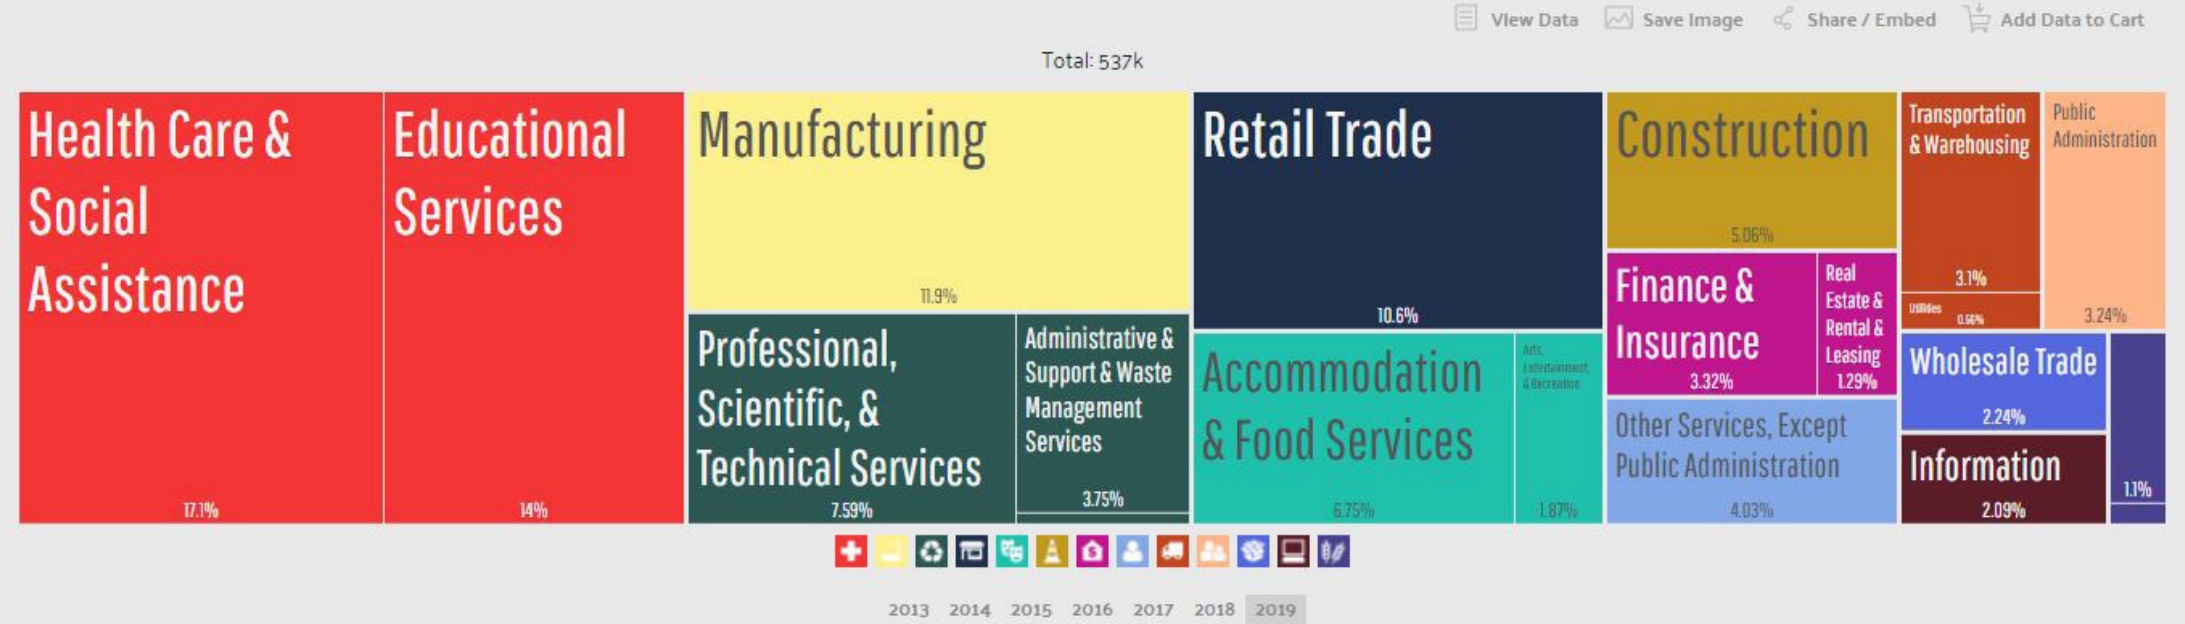 View Data
Save Image
Share / Embed
Add Data to Cart
Total: 537k
Health Care &
Social
Assistance
17.1%
Educational
Services
14%
Manufacturing
11.9%
Professional,
Scientific, &
Technical Services
7.59%
Administrative &
Support & Waste
Management
Services
3.75%
Retail Trade
10.6%
Accommodation
& Food Services
6.75%
Arts,
Entertainment,
& Recreation
1.87%
Construction
5.06%
Finance &
Insurance
3.32%
Real
Estate &
Rental &
Leasing
1.29%
Other Services, Except
Public Administration
4.03%
Transportation
& Warehousing
3.1%
Utilities
0.56%
Public
Administration
3.24%
Wholesale Trade
2.24%
Information
2.09%
1.1%
2013 2014 2015 2016 2017 2018 2019